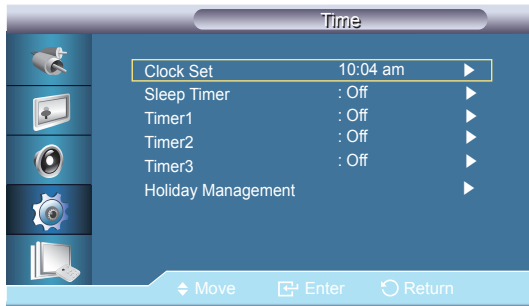 Time
Clock Set 10:04 am
Sleep Timer : Off
Timer1 : Off
Timer2 : Off
Timer3 : Off
Holiday Management
Move Enter Return